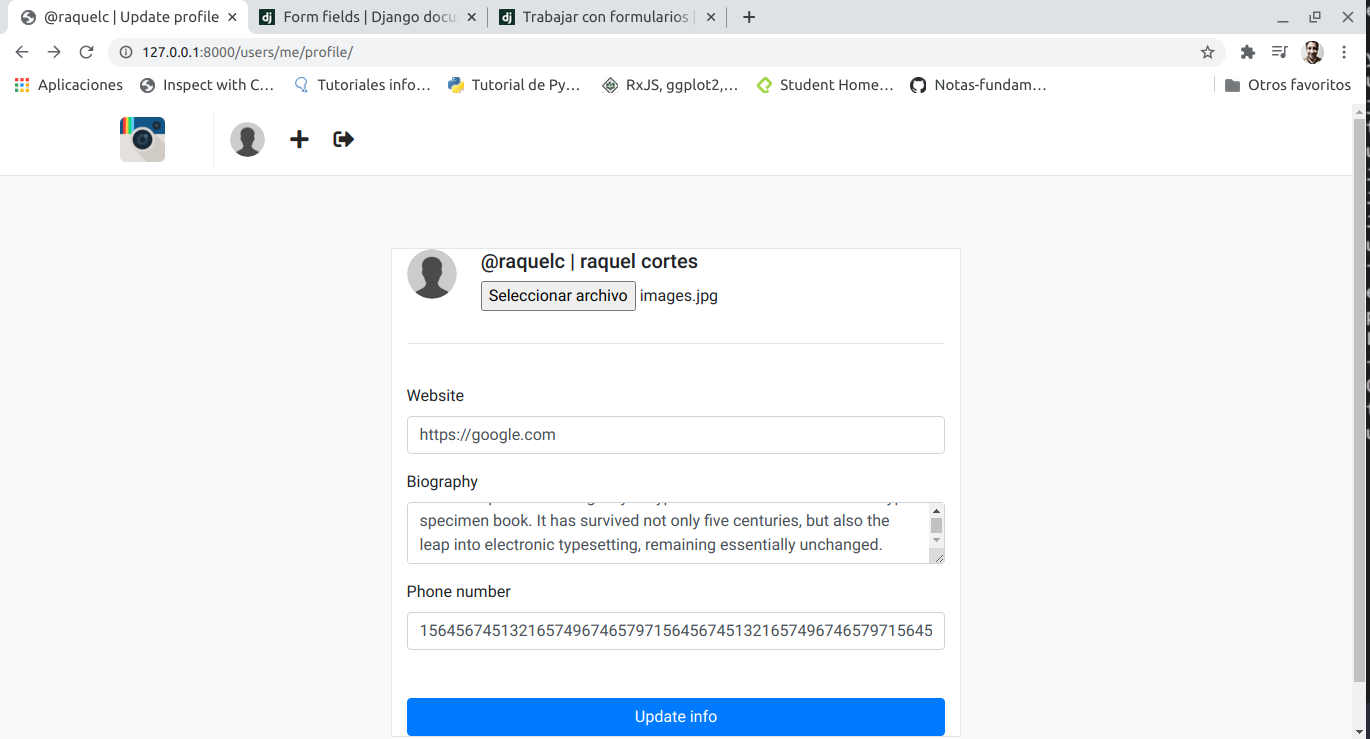 @raquelc | Update profile
Form fields | Django docu
Trabajar con formularios |
127.0.0.1:8000/users/me/profile/
Aplicaciones
Inspect with C…
Tutoriales info…
Tutorial de Py…
RxJS, ggplot2,…
Student Home…
Notas-fundam…
Otros favoritos
@raquelc | raquel cortes
Seleccionar archivo images.jpg
Website
https://google.com
Biography
specimen book. It has survived not only five centuries, but also the
leap into electronic typesetting, remaining essentially unchanged.
Phone number
1564567451321657496746579715645674513216574967465797​15645
Update info